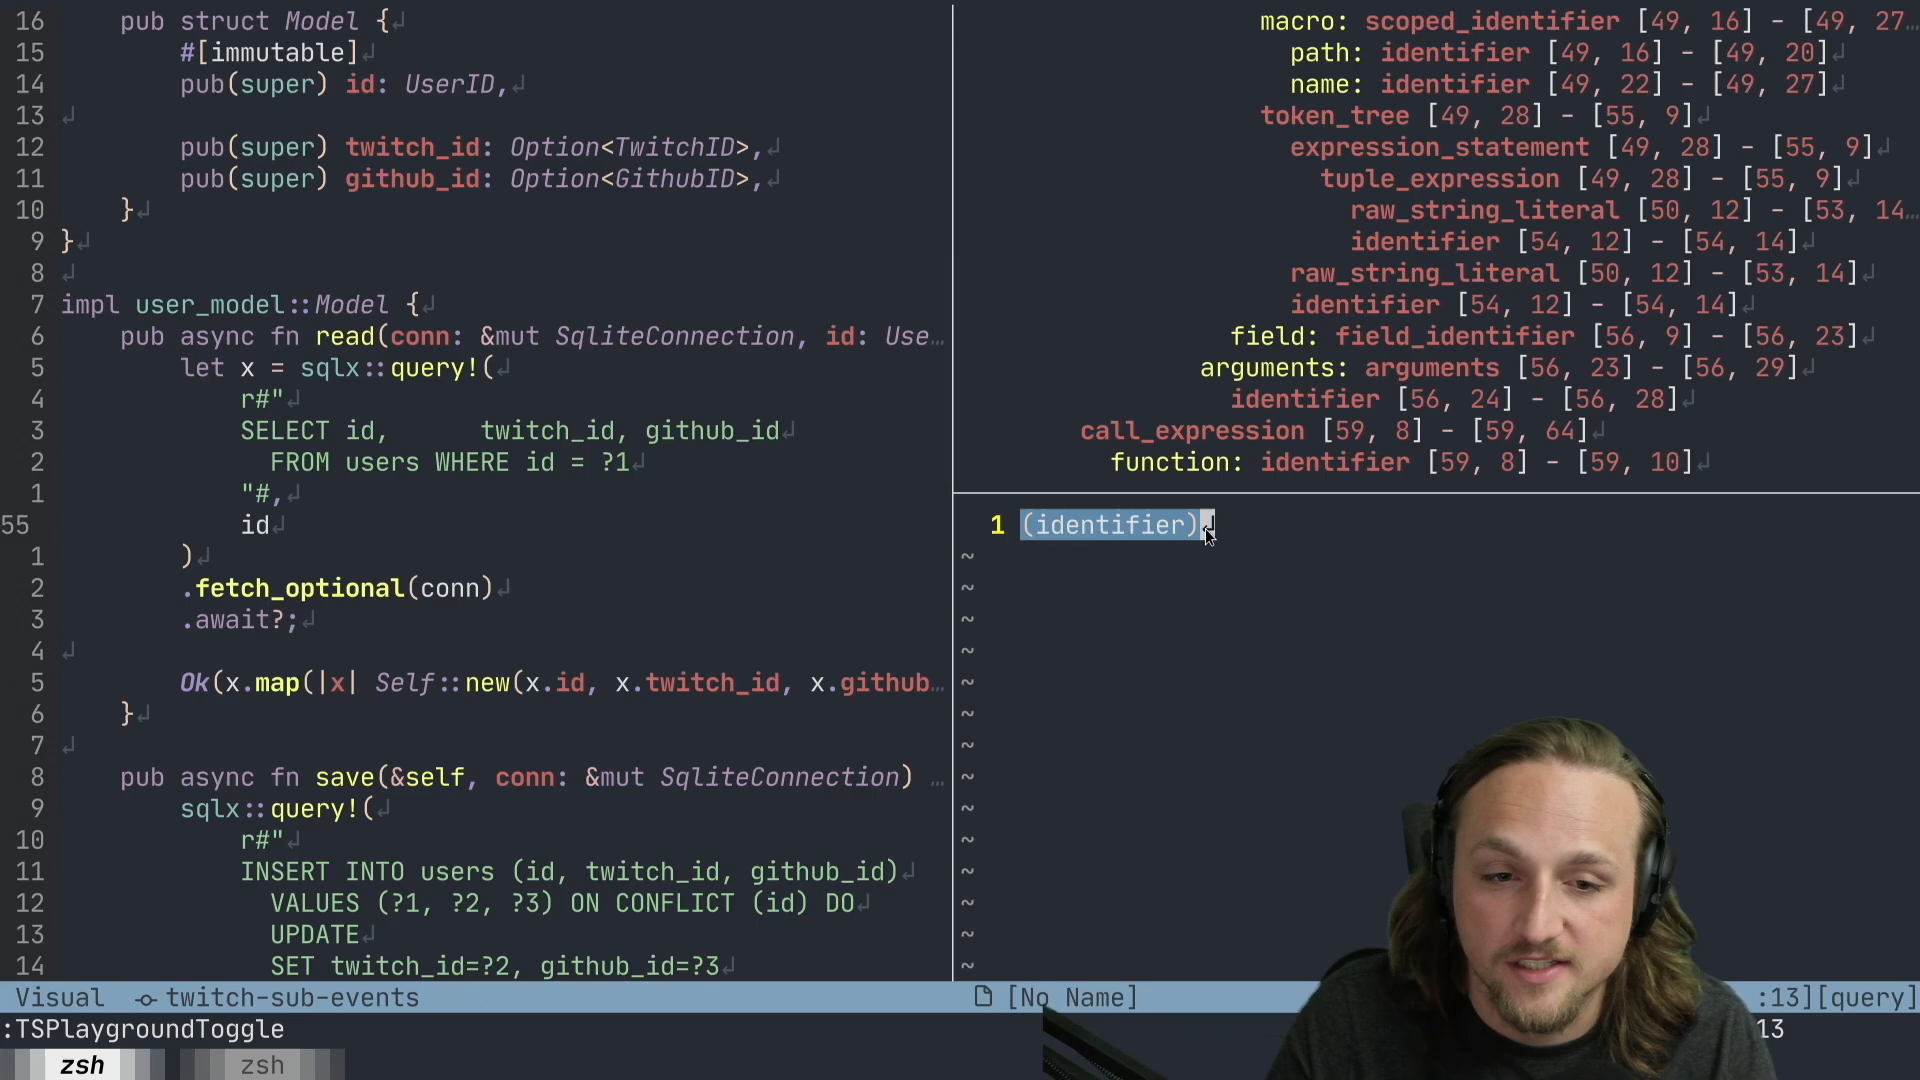 16 pub struct Model {↲
15 #[immutable]↲
14 pub(super) id: UserID,↲
13 ↲
12 pub(super) twitch_id: Option<TwitchID>,↲
11 pub(super) github_id: Option<GithubID>,↲
10 }↲
9 }↲
8 ↲
7 impl user_model::Model {↲
6 pub async fn read(conn: &mut SqliteConnection, id: Use…
5 let x = sqlx::query!(↲
4 r#"↲
3 SELECT id,      twitch_id, github_id↲
2 FROM users WHERE id = ?1↲
1 "#,↲
55 id↲
1 )↲
2 .fetch_optional(conn)↲
3 .await?;↲
4 ↲
5 Ok(x.map(|x| Self::new(x.id, x.twitch_id, x.github…
6 }↲
7 ↲
8 pub async fn save(&self, conn: &mut SqliteConnection) …
9 sqlx::query!(↲
10 r#"↲
11 INSERT INTO users (id, twitch_id, github_id)↲
12 VALUES (?1, ?2, ?3) ON CONFLICT (id) DO↲
13 UPDATE↲
14 SET twitch_id=?2, github_id=?3↲
macro: scoped_identifier [49, 16] - [49, 27…
path: identifier [49, 16] - [49, 20]↲
name: identifier [49, 22] - [49, 27]↲
token_tree [49, 28] - [55, 9]↲
expression_statement [49, 28] - [55, 9]↲
tuple_expression [49, 28] - [55, 9]↲
raw_string_literal [50, 12] - [53, 14…
identifier [54, 12] - [54, 14]↲
raw_string_literal [50, 12] - [53, 14]↲
identifier [54, 12] - [54, 14]↲
field: field_identifier [56, 9] - [56, 23]↲
arguments: arguments [56, 23] - [56, 29]↲
identifier [56, 24] - [56, 28]↲
call_expression [59, 8] - [59, 64]↲
function: identifier [59, 8] - [59, 10]↲
1 (identifier)↲
~
~
~
~
~
~
~
~
~
~
~
~
~
~
Visual twitch-sub-events
[No Name] :13][query]
:TSPlaygroundToggle
13
zsh zsh